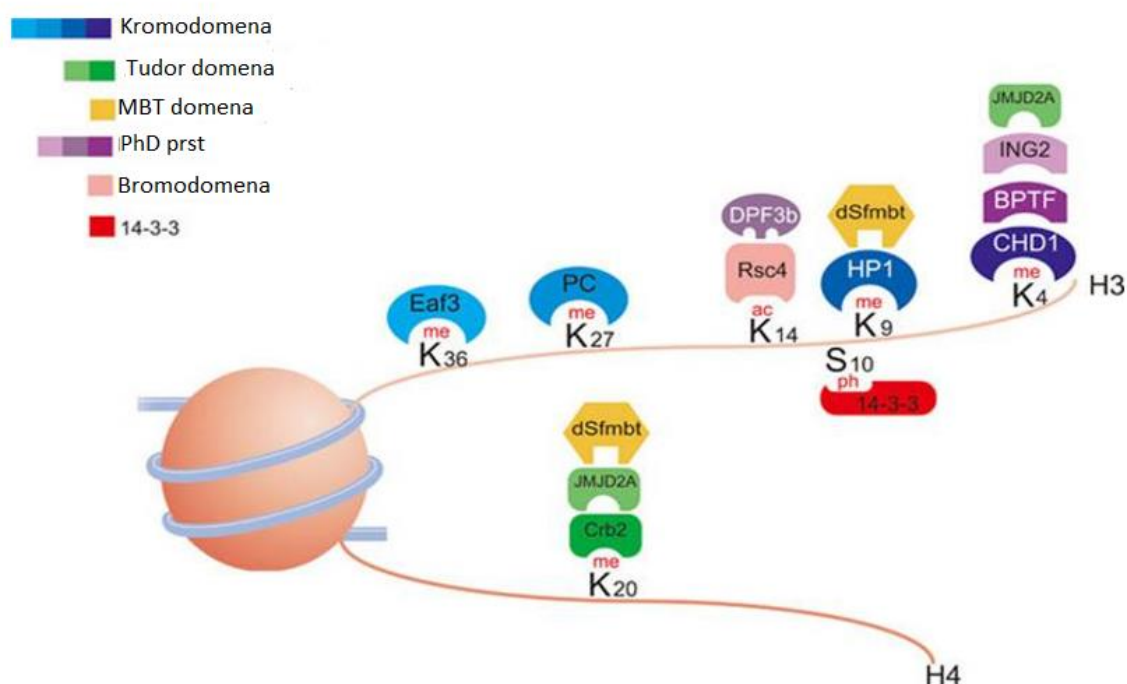 Kromodomena
Tudor domena
MBT domena
PhD prst
Bromodomena
14-3-3
JMJD2A
ING2
BPTF
CHD1
me
K4
H3
DPF3b
Rsc4
ac
K14
dSfmbt
HP1
me
K9
S10
ph
14-3-3
PC
me
K27
Eaf3
me
K36
dSfmbt
JMJD2A
Crb2
me
K20
H4